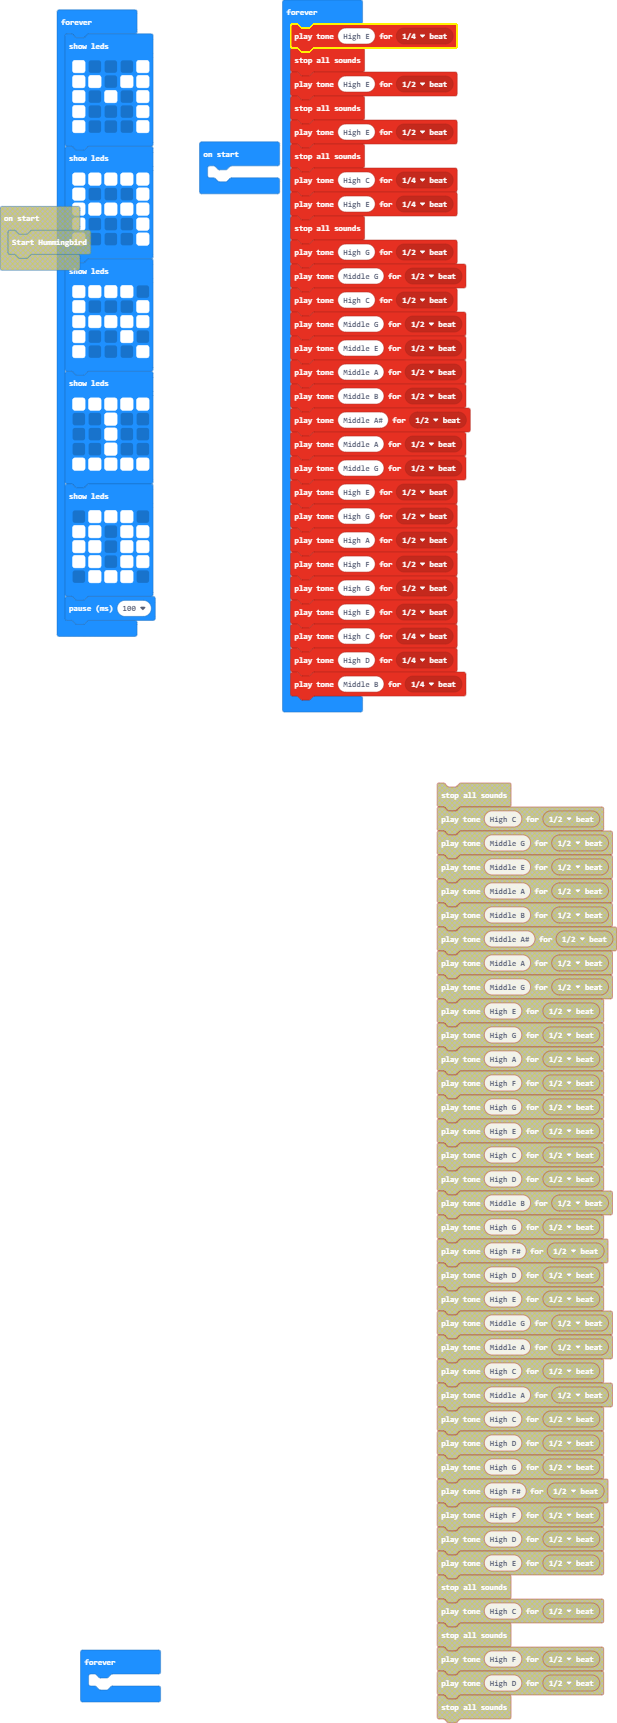 forever
show leds
show leds
on start
Start Hummingbird
show leds
show leds
show leds
pause (ms) 100
on start
forever
play tone High E for 1/4 beat
stop all sounds
play tone High E for 1/2 beat
stop all sounds
play tone High E for 1/2 beat
stop all sounds
play tone High C for 1/4 beat
play tone High E for 1/4 beat
stop all sounds
play tone High G for 1/2 beat
play tone Middle G for 1/2 beat
play tone High C for 1/2 beat
play tone Middle G for 1/2 beat
play tone Middle E for 1/2 beat
play tone Middle A for 1/2 beat
play tone Middle B for 1/2 beat
play tone Middle A# for 1/2 beat
play tone Middle A for 1/2 beat
play tone Middle G for 1/2 beat
play tone High E for 1/2 beat
play tone High G for 1/2 beat
play tone High A for 1/2 beat
play tone High F for 1/2 beat
play tone High G for 1/2 beat
play tone High E for 1/2 beat
play tone High C for 1/4 beat
play tone High D for 1/4 beat
play tone Middle B for 1/4 beat
stop all sounds
play tone High C for 1/2 beat
play tone Middle G for 1/2 beat
play tone Middle E for 1/2 beat
play tone Middle A for 1/2 beat
play tone Middle B for 1/2 beat
play tone Middle A# for 1/2 beat
play tone Middle A for 1/2 beat
play tone Middle G for 1/2 beat
play tone High E for 1/2 beat
play tone High G for 1/2 beat
play tone High A for 1/2 beat
play tone High F for 1/2 beat
play tone High G for 1/2 beat
play tone High E for 1/2 beat
play tone High C for 1/2 beat
play tone High D for 1/2 beat
play tone Middle B for 1/2 beat
play tone High G for 1/2 beat
play tone High F# for 1/2 beat
play tone High D for 1/2 beat
play tone High E for 1/2 beat
play tone Middle G for 1/2 beat
play tone Middle A for 1/2 beat
play tone High C for 1/2 beat
play tone Middle A for 1/2 beat
play tone High C for 1/2 beat
play tone High D for 1/2 beat
play tone High G for 1/2 beat
play tone High F# for 1/2 beat
play tone High F for 1/2 beat
play tone High D for 1/2 beat
play tone High E for 1/2 beat
stop all sounds
play tone High C for 1/2 beat
stop all sounds
play tone High F for 1/2 beat
play tone High D for 1/2 beat
stop all sounds
forever